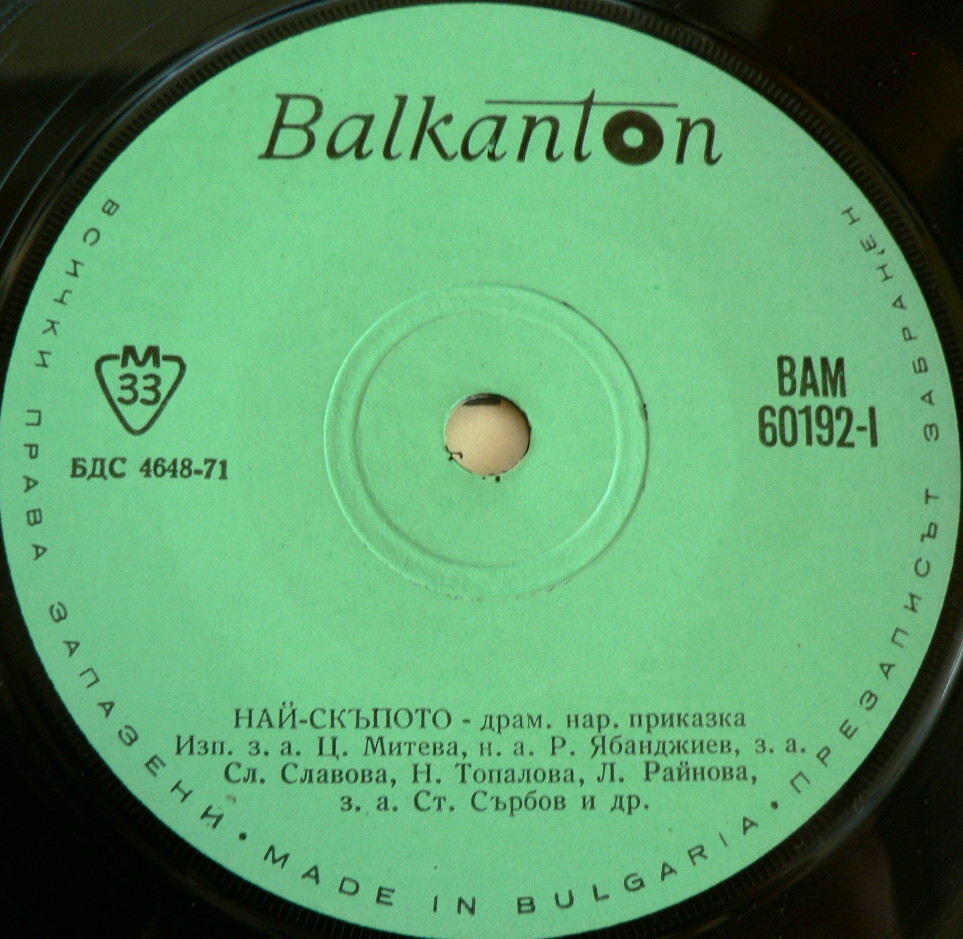 Balkanton
ВСИЧКИ ПРАВА ЗАПАЗЕНИ • MADE IN BULGARIA • ПРЕЗАПИСЪТ ЗАБРАНЕН
М
33
БДС 4648-71
ВАМ
60192-I
НАЙ-СКЪПОТО - драм. нар. приказка
Изп. з. а. Ц. Митева, н. а. Р. Ябанджиев, з. а.
Сл. Славова, Н. Топалова, Л. Райнова,
з. а. Ст. Сърбов и др.